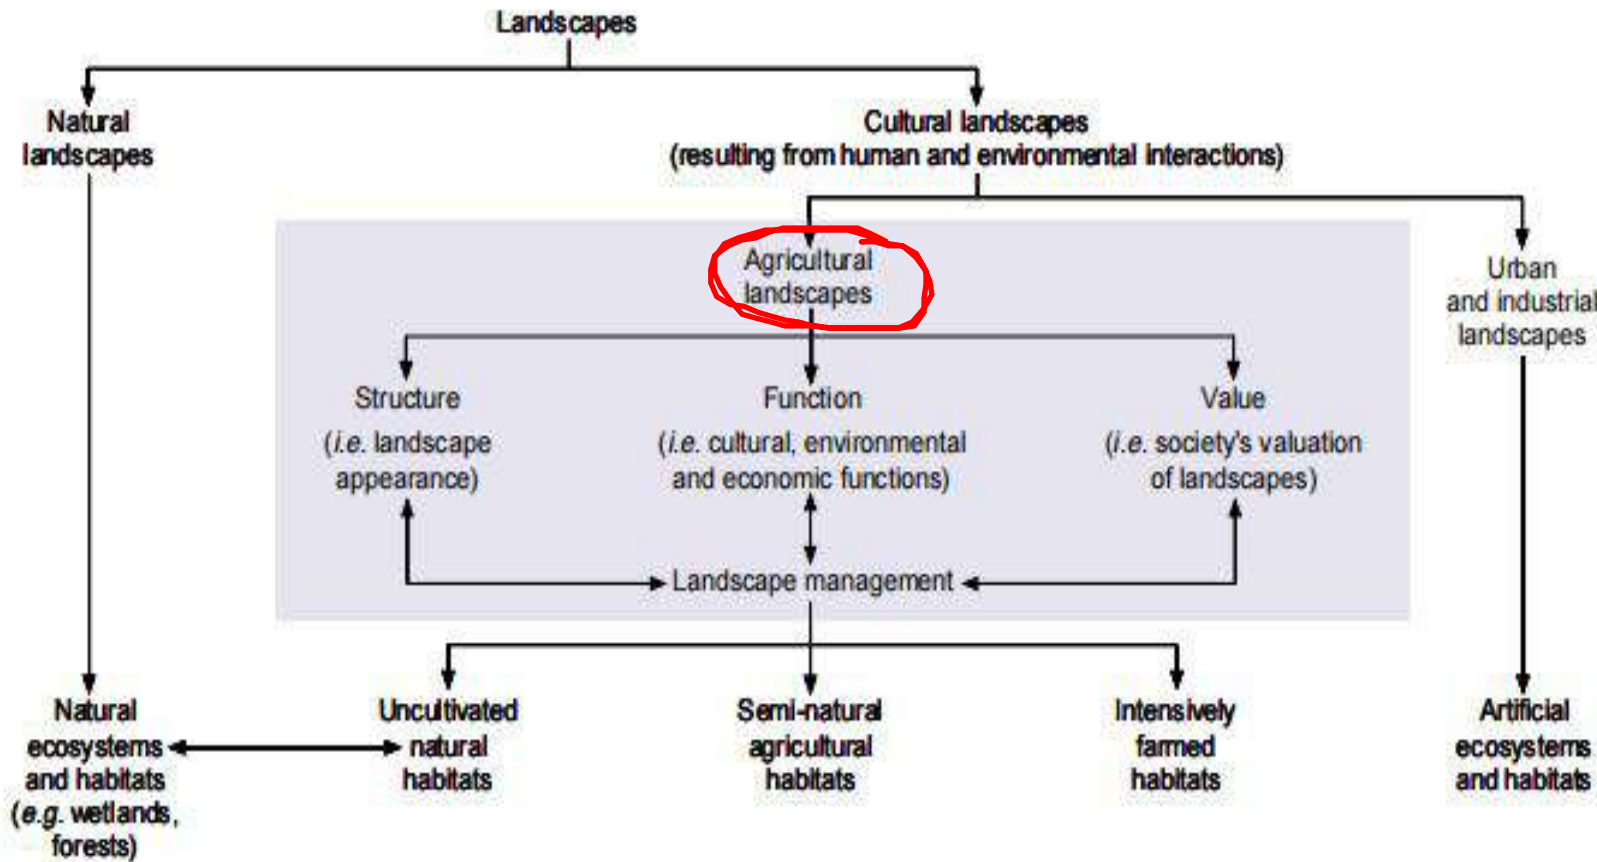 Landscapes
Natural
landscapes
Cultural landscapes
(resulting from human and environmental interactions)
Agricultural
landscapes
Urban
and industrial
landscapes
Structure
(i.e. landscape
appearance)
Function
(i.e. cultural, environmental
and economic functions)
Value
(i.e. society's valuation
of landscapes)
Landscape management
Natural
ecosystems
and habitats
(e.g. wetlands,
forests)
Uncultivated
natural
habitats
Semi-natural
agricultural
habitats
Intensively
farmed
habitats
Artificial
ecosystems
and habitats